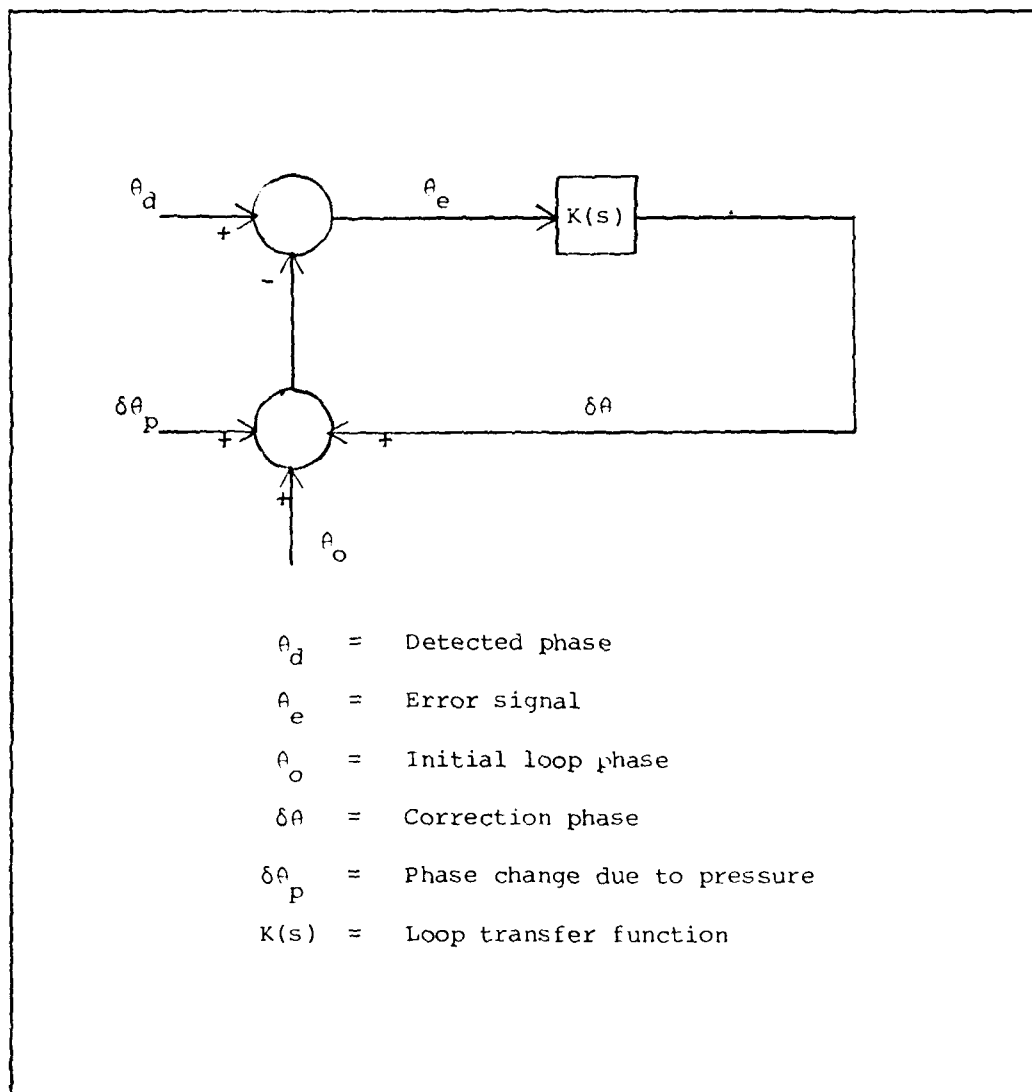 θd
+
θe
K(s)
-
δθp
+
+
δθ
+
θo
θd = Detected phase
θe = Error signal
θo = Initial loop phase
δθ = Correction phase
δθp = Phase change due to pressure
K(s) = Loop transfer function